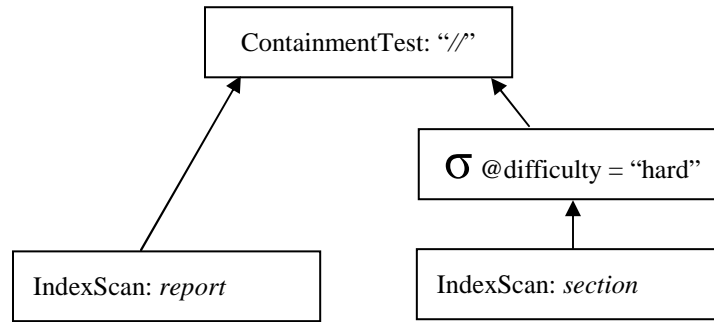 ContainmentTest: “//”
σ @difficulty = “hard”
IndexScan: report
IndexScan: section